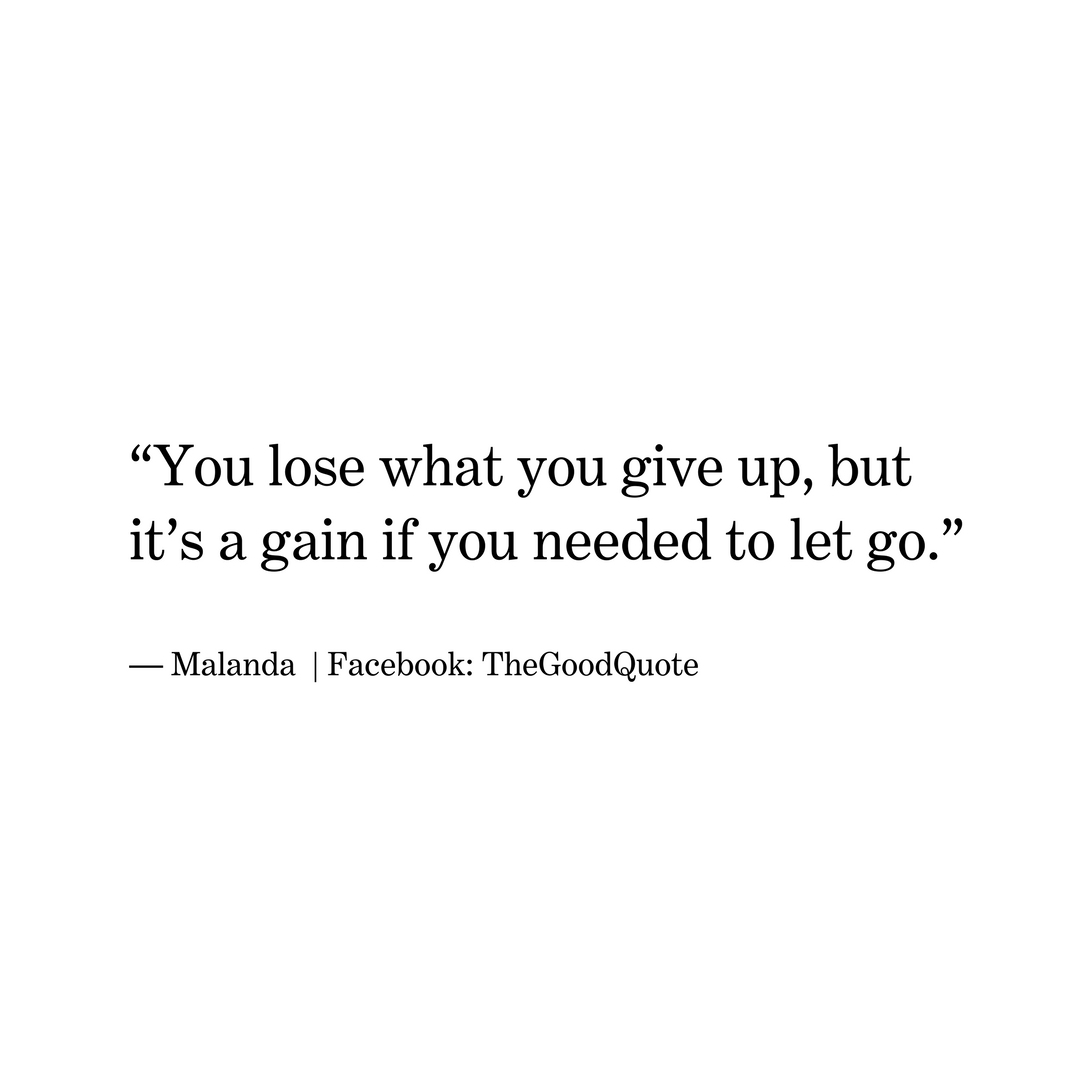 “You lose what you give up, but
it’s a gain if you needed to let go.”
— Malanda | Facebook: TheGoodQuote